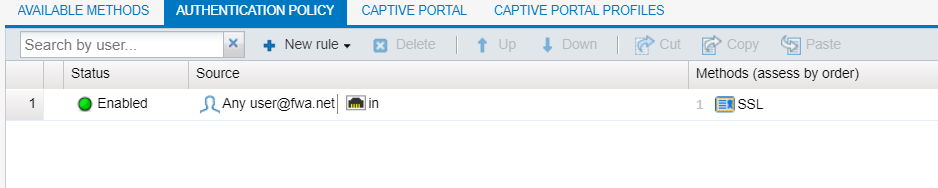 AVAILABLE METHODS AUTHENTICATION POLICY CAPTIVE PORTAL CAPTIVE PORTAL PROFILES
Search by user... New rule Delete Up Down Cut Copy Paste
Status Source Methods (assess by order)
1 Enabled Any user@fwa.net in 1 SSL